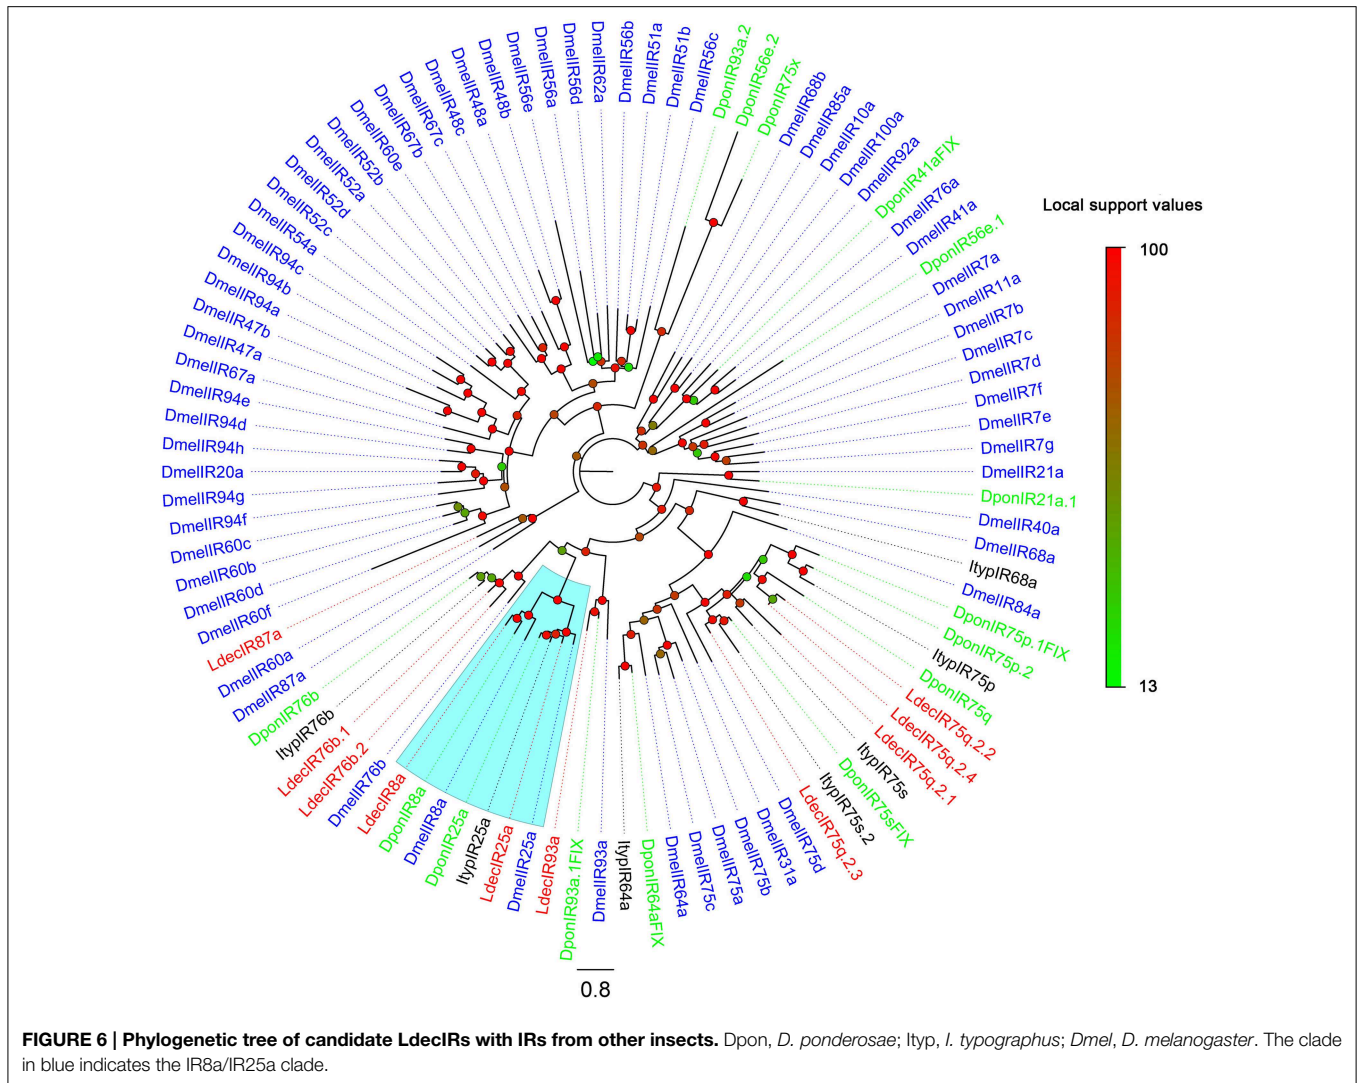 DmelIR60f
DmelIR60d
DmelIR60b
DmelIR60c
DmelIR94f
DmelIR94g
DmelIR20a
DmelIR94h
DmelIR94d
DmelIR94e
DmelIR67a
DmelIR47a
DmelIR47b
DmelIR94a
DmelIR94b
DmelIR94c
DmelIR54a
DmelIR52c
DmelIR52d
DmelIR52a
DmelIR52b
DmelIR60e
DmelIR67b
DmelIR67c
DmelIR48c
DmelIR48a
DmelIR48b
DmelIR56e
DmelIR56a
DmelIR56d
DmelIR62a
DmelIR56b
DmelIR51a
DmelIR51b
DmelIR56c
DponIR93a.2
DponIR56e.2
DponIR75x
DmelIR68b
DmelIR85a
DmelIR10a
DmelIR100a
DmelIR92a
DponIR41aFIX
DmelIR76a
DmelIR41a
DponIR56e.1
DmelIR7a
DmelIR11a
DmelIR7b
DmelIR7c
DmelIR7d
DmelIR7f
DmelIR7e
DmelIR7g
DmelIR21a
DponIR21a.1
DmelIR40a
DmelIR68a
ItypIR68a
DmelIR84a
DponIR75p.1FIX
DponIR75p.2
ItypIR75p
DponIR75q
LdecIR75q.2.2
LdecIR75q.2.4
LdecIR75q.2.1
ItypIR75s
DponIR75sFIX
ItypIR75s.2
LdecIR75q.2.3
DmelIR75d
DmelIR31a
DmelIR75b
DmelIR75a
DmelIR75c
DmelIR64a
DponIR64aFIX
ItypIR64a
DmelIR93a
DponIR93a.1FIX
LdecIR93a
DmelIR25a
LdecIR25a
ItypIR25a
DponIR25a
DmelIR8a
DponIR8a
LdecIR8a
DmelIR76b
LdecIR76b.2
LdecIR76b.1
ItypIR76b
DponIR76b
DmelIR87a
DmelIR60a
LdecIR87a
Local support values
100
13
0.8
FIGURE 6 | Phylogenetic tree of candidate LdecIRs with IRs from other insects. Dpon, D. ponderosae; Ityp, I. typographus; Dmel, D. melanogaster. The clade
in blue indicates the IR8a/IR25a clade.